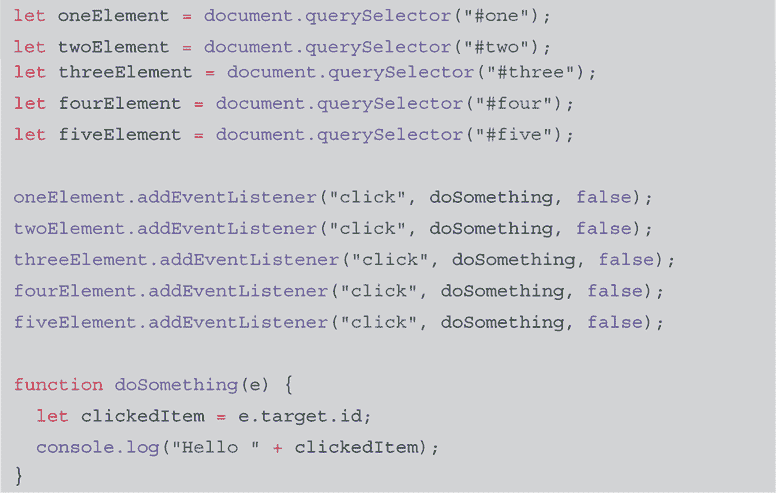 let oneElement = document.querySelector("#one");
let twoElement = document.querySelector("#two");
let threeElement = document.querySelector("#three");
let fourElement = document.querySelector("#four");
let fiveElement = document.querySelector("#five");
oneElement.addEventListener("click", doSomething, false);
twoElement.addEventListener("click", doSomething, false);
threeElement.addEventListener("click", doSomething, false);
fourElement.addEventListener("click", doSomething, false);
fiveElement.addEventListener("click", doSomething, false);
function doSomething(e) {
  let clickedItem = e.target.id;
  console.log("Hello " + clickedItem);
}